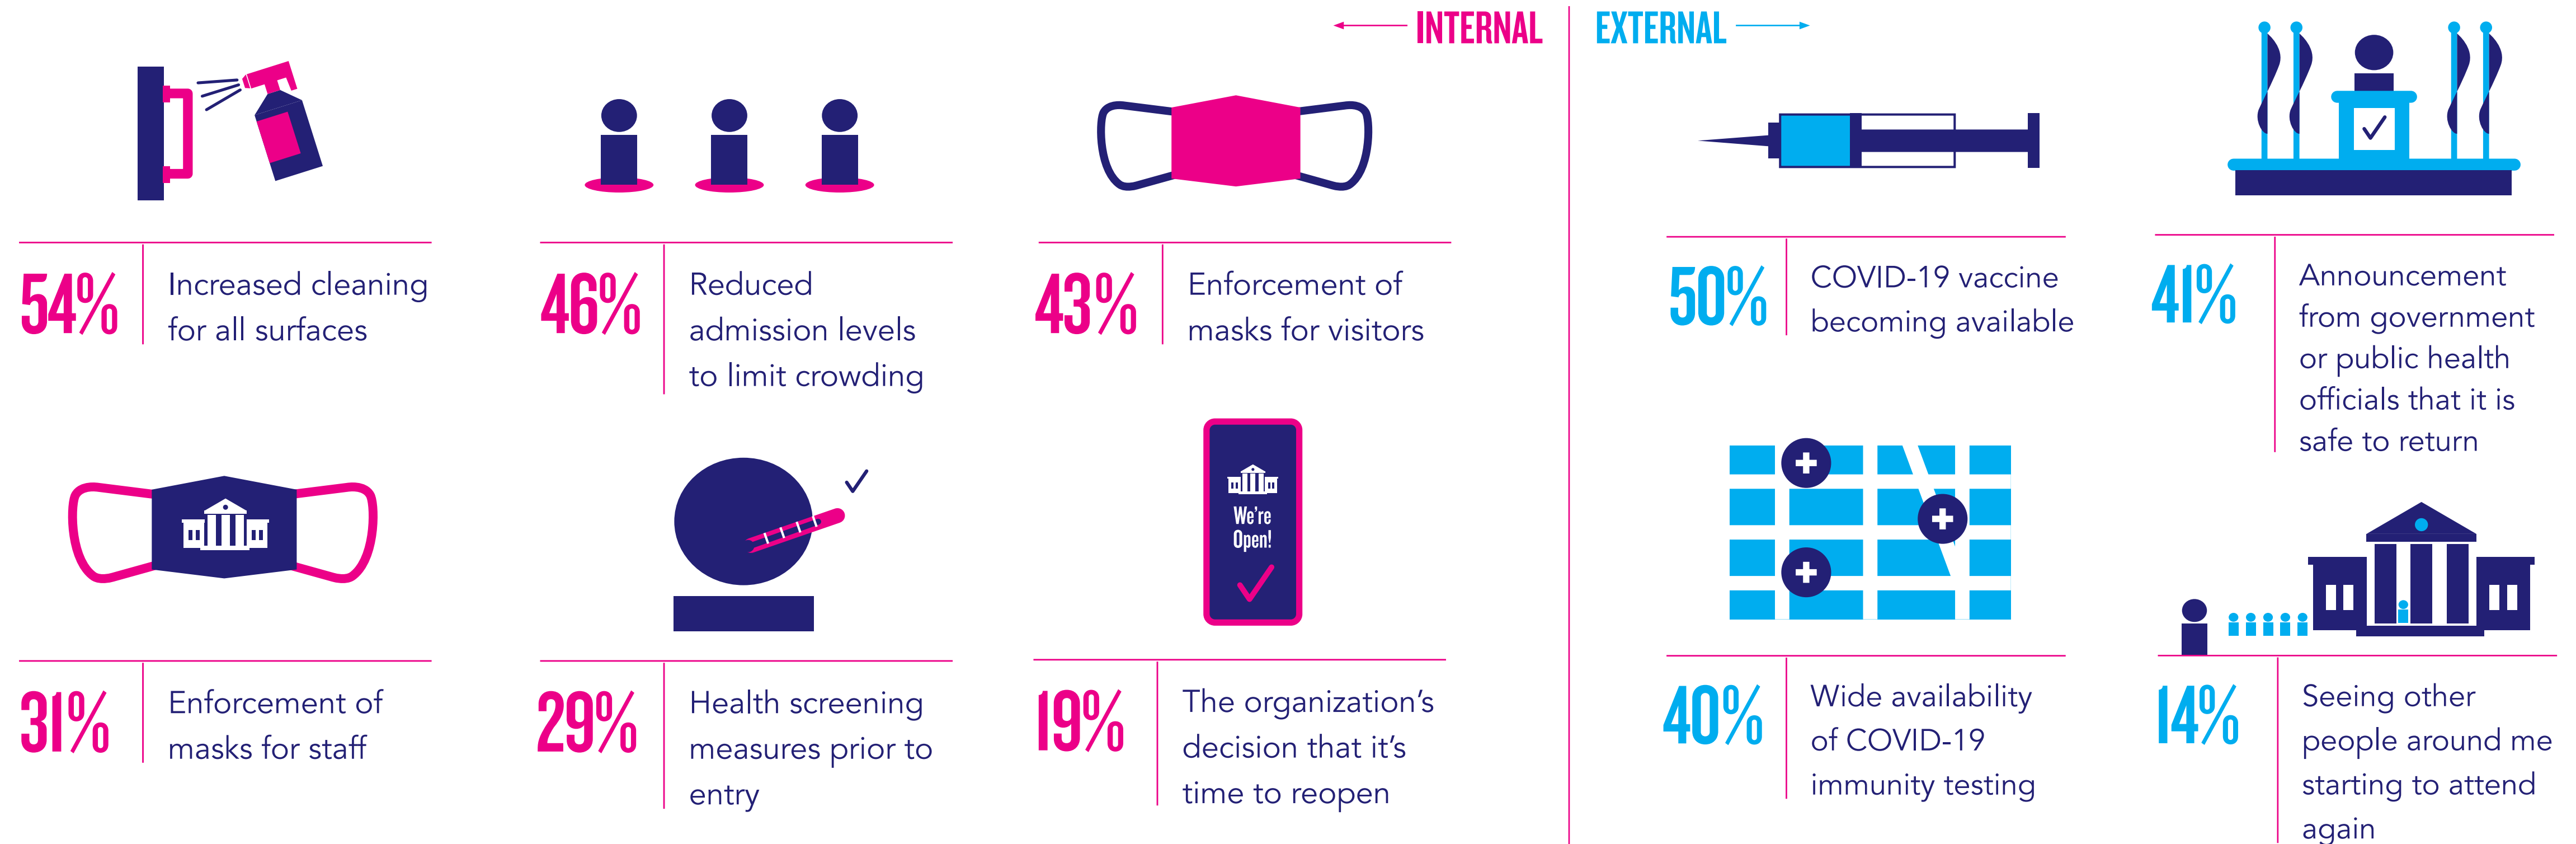 INTERNAL
EXTERNAL
54%
Increased cleaning
for all surfaces
46%
Reduced
admission levels
to limit crowding
43%
Enforcement of
masks for visitors
50%
COVID-19 vaccine
becoming available
41%
Announcement
from government
or public health
officials that it is
safe to return
31%
Enforcement of
masks for staff
29%
Health screening
measures prior to
entry
We're
Open!
19%
The organization's
decision that it's
time to reopen
40%
Wide availability
of COVID-19
immunity testing
14%
Seeing other
people around me
starting to attend
again